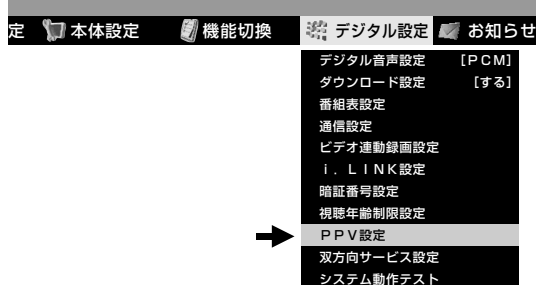 定 本体設定 機能切換 デジタル設定 お知らせ
デジタル音声設定 [PCM]
ダウンロード設定 [する]
番組表設定
通信設定
ビデオ連動録画設定
i.LINK設定
暗証番号設定
視聴年齢制限設定
PPV設定
双方向サービス設定
システム動作テスト